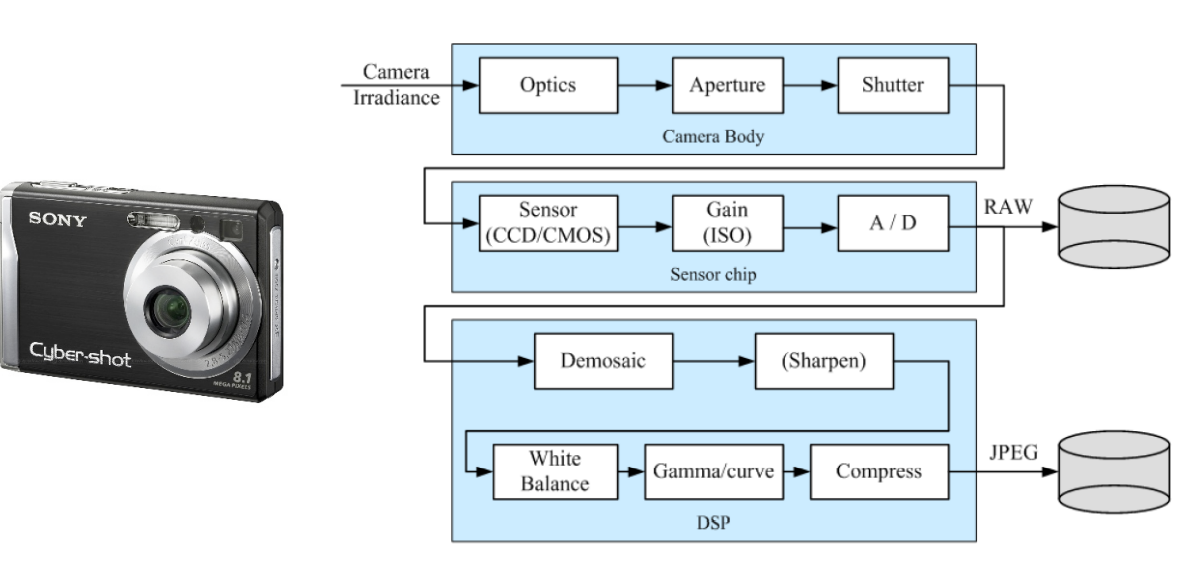 SONY
Cyber-shot
8.1
MEGA PIXELS
Camera
Irradiance
Optics
Aperture
Shutter
Camera Body
Sensor
(CCD/CMOS)
Gain
(ISO)
A / D
RAW
Sensor chip
Demosaic
(Sharpen)
White
Balance
Gamma/curve
Compress
JPEG
DSP